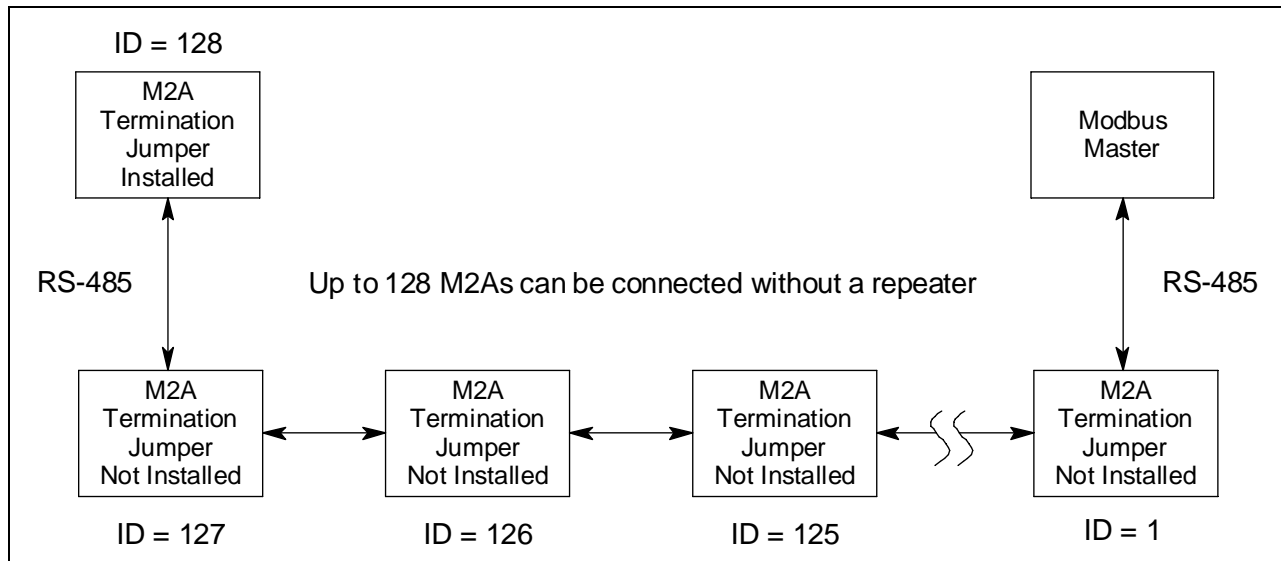 ID = 128
M2A
Termination
Jumper
Installed
Modbus
Master
RS-485
Up to 128 M2As can be connected without a repeater
RS-485
M2A
Termination
Jumper
Not Installed
M2A
Termination
Jumper
Not Installed
M2A
Termination
Jumper
Not Installed
M2A
Termination
Jumper
Not Installed
ID = 127
ID = 126
ID = 125
ID = 1